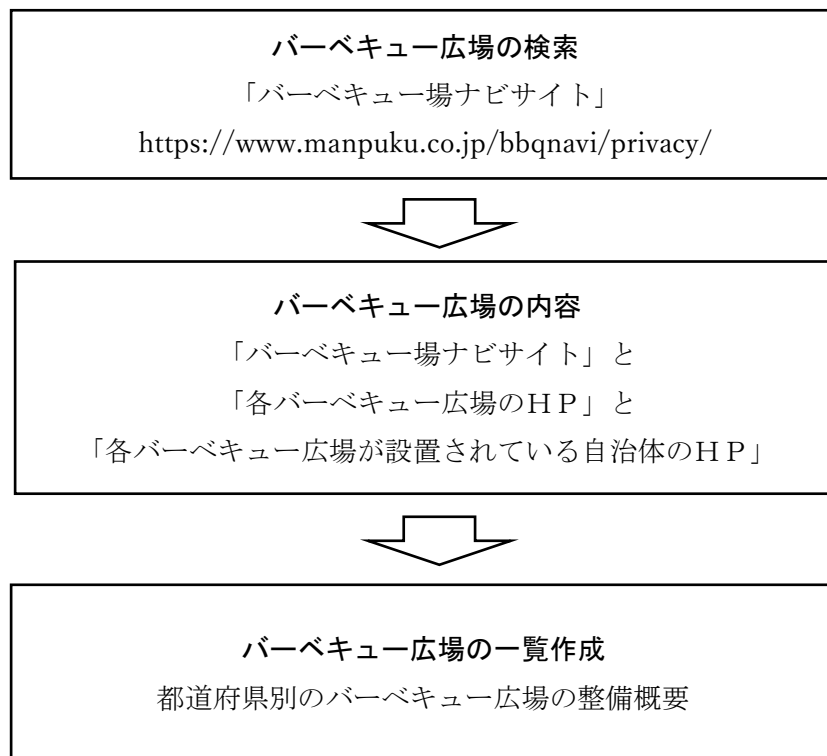 バーベキュー広場の検索
「バーベキュー場ナビサイト」
https://www.manpuku.co.jp/bbqnavi/privacy/
バーベキュー広場の内容
「バーベキュー場ナビサイト」と
「各バーベキュー広場のＨＰ」と
「各バーベキュー広場が設置されている自治体のＨＰ」
バーベキュー広場の一覧作成
都道府県別のバーベキュー広場の整備概要